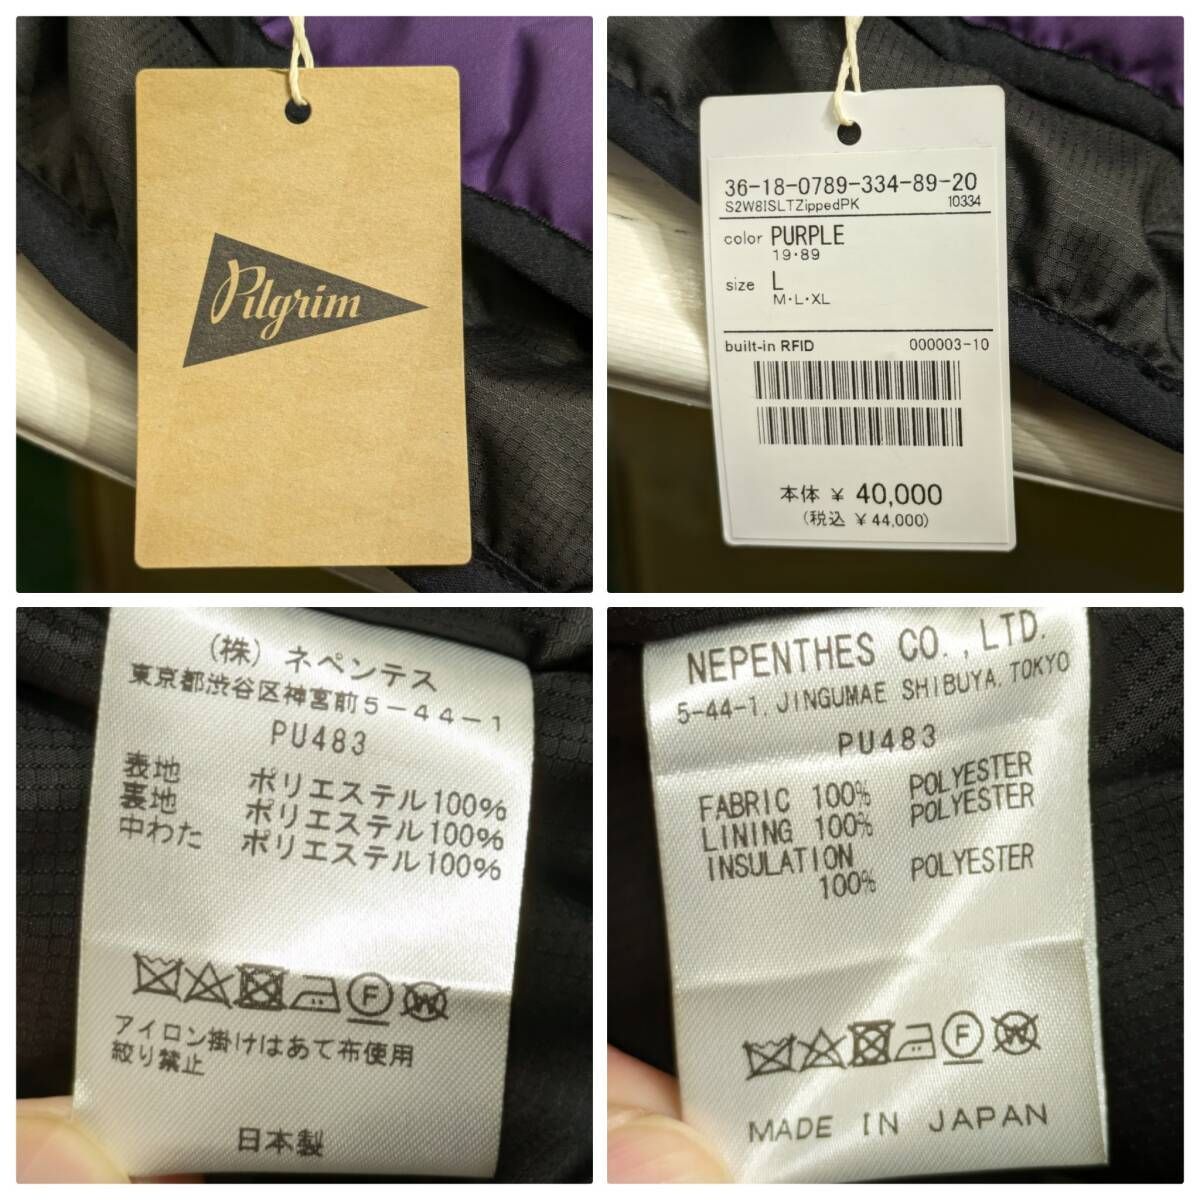 Pilgrim
36-18-0789-334-89-20
S2W8ISLTZippedPK 10334
color PURPLE
19・89
size L
M・L・XL
built-in RFID 000003-10
本体 ¥ 40,000
(税込 ¥ 44,000)
(株) ネペンテス
東京都渋谷区神宮前5-44-1
PU483
表地 ポリエステル100%
裏地 ポリエステル100%
中わた ポリエステル100%
F
W
アイロン掛けはあて布使用
絞り禁止
日本製
NEPENTHES CO.,LTD.
5-44-1,JINGUMAE SHIBUYA,TOKYO
PU483
FABRIC 100% POLYESTER
LINING 100% POLYESTER
INSULATION
100% POLYESTER
F
W
MADE IN JAPAN